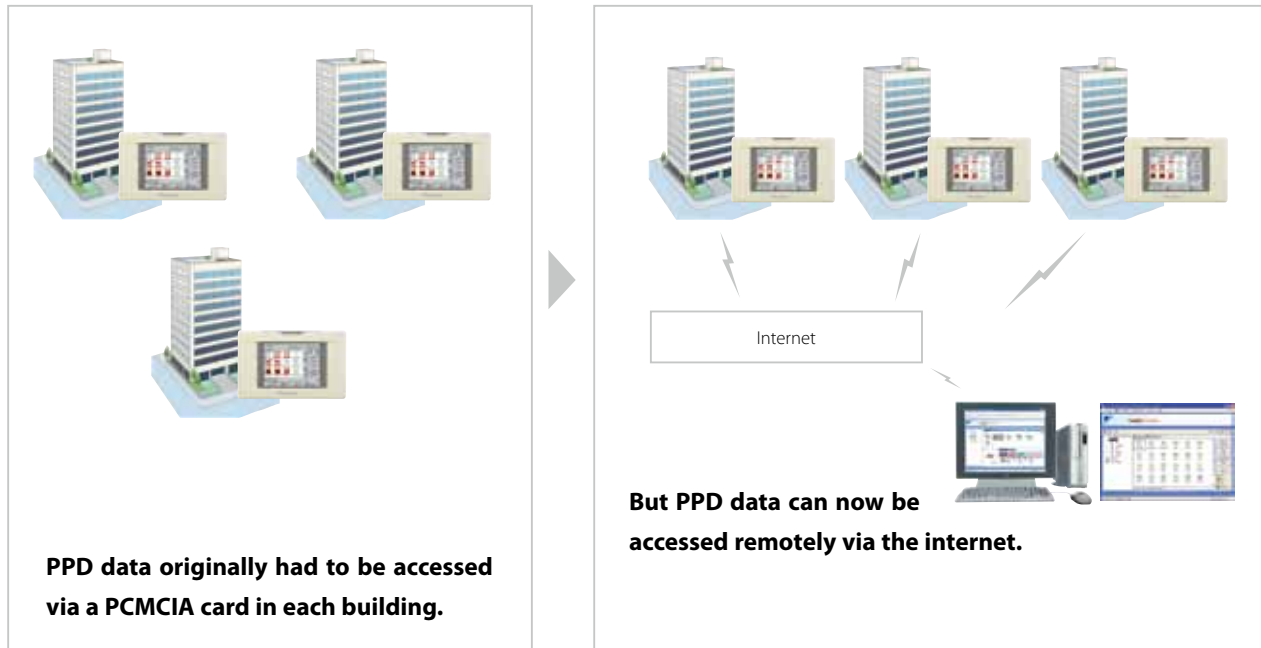 PPD data originally had to be accessed
via a PCMCIA card in each building.
Internet
But PPD data can now be
accessed remotely via the internet.